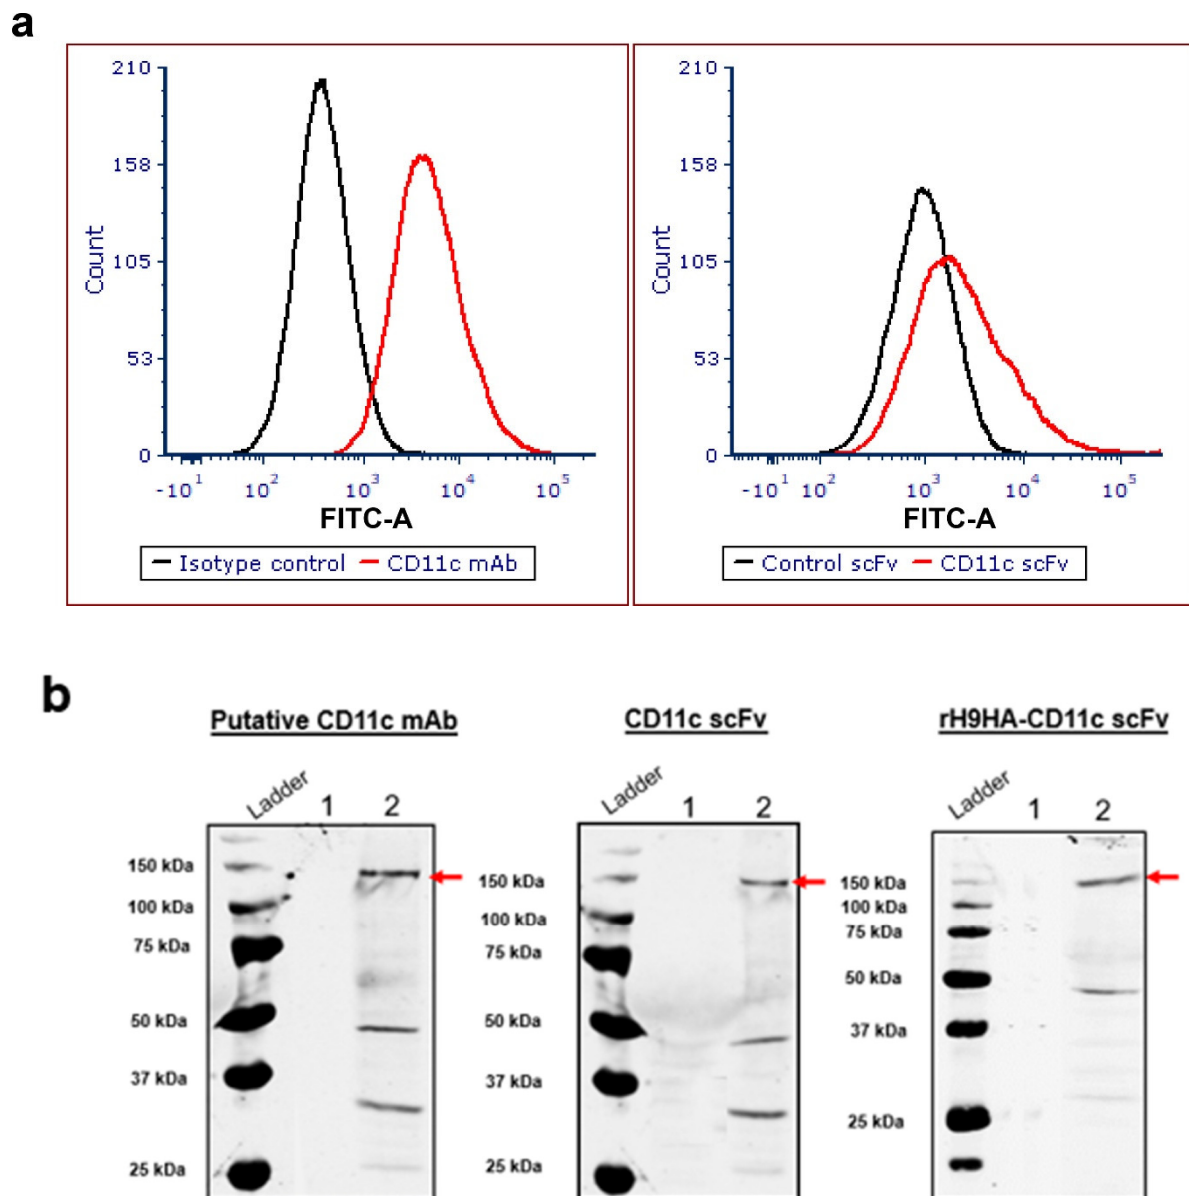 a
210
158
105
53
0
Count
-10¹ 10² 10³ 10⁴ 10⁵
FITC-A
Isotype control CD11c mAb
210
158
105
53
0
Count
-10¹ 10² 10³ 10⁴ 10⁵
FITC-A
Control scFv CD11c scFv
b
Putative CD11c mAb
Ladder 1 2
150 kDa
100 kDa
75 kDa
50 kDa
37 kDa
25 kDa
CD11c scFv
Ladder 1 2
150 kDa
100 kDa
75 kDa
50 kDa
37 kDa
25 kDa
rH9HA-CD11c scFv
Ladder 1 2
150 kDa
100 kDa
75 kDa
50 kDa
37 kDa
25 kDa